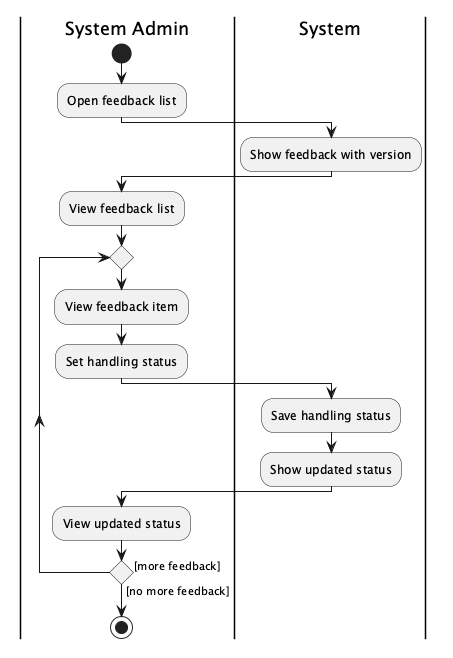 System Admin
System
Open feedback list
Show feedback with version
View feedback list
View feedback item
Set handling status
Save handling status
Show updated status
View updated status
[more feedback]
[no more feedback]